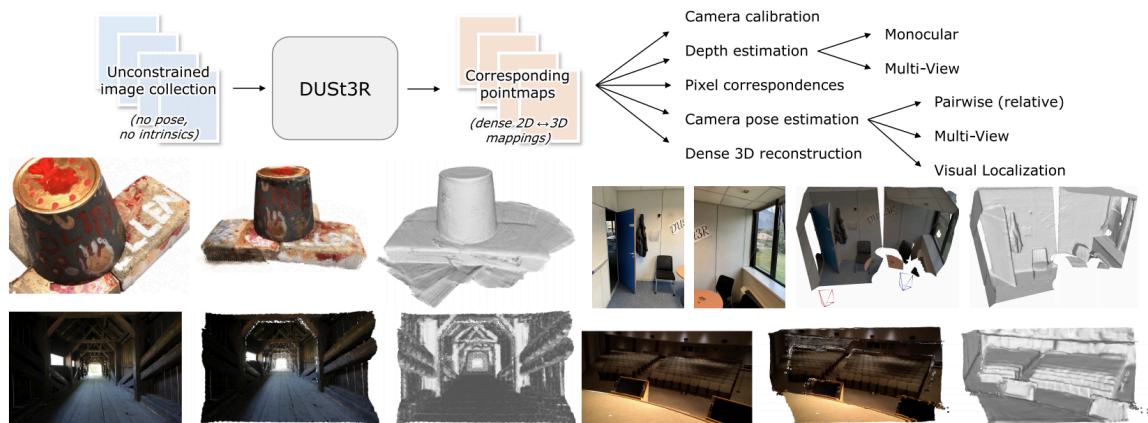 Unconstrained
image collection
(no pose,
no intrinsics)
DUSt3R
Corresponding
pointmaps
(dense 2D ↔ 3D
mappings)
Camera calibration
Depth estimation
Pixel correspondences
Camera pose estimation
Dense 3D reconstruction
Monocular
Multi-View
Pairwise (relative)
Multi-View
Visual Localization
DUSt3R